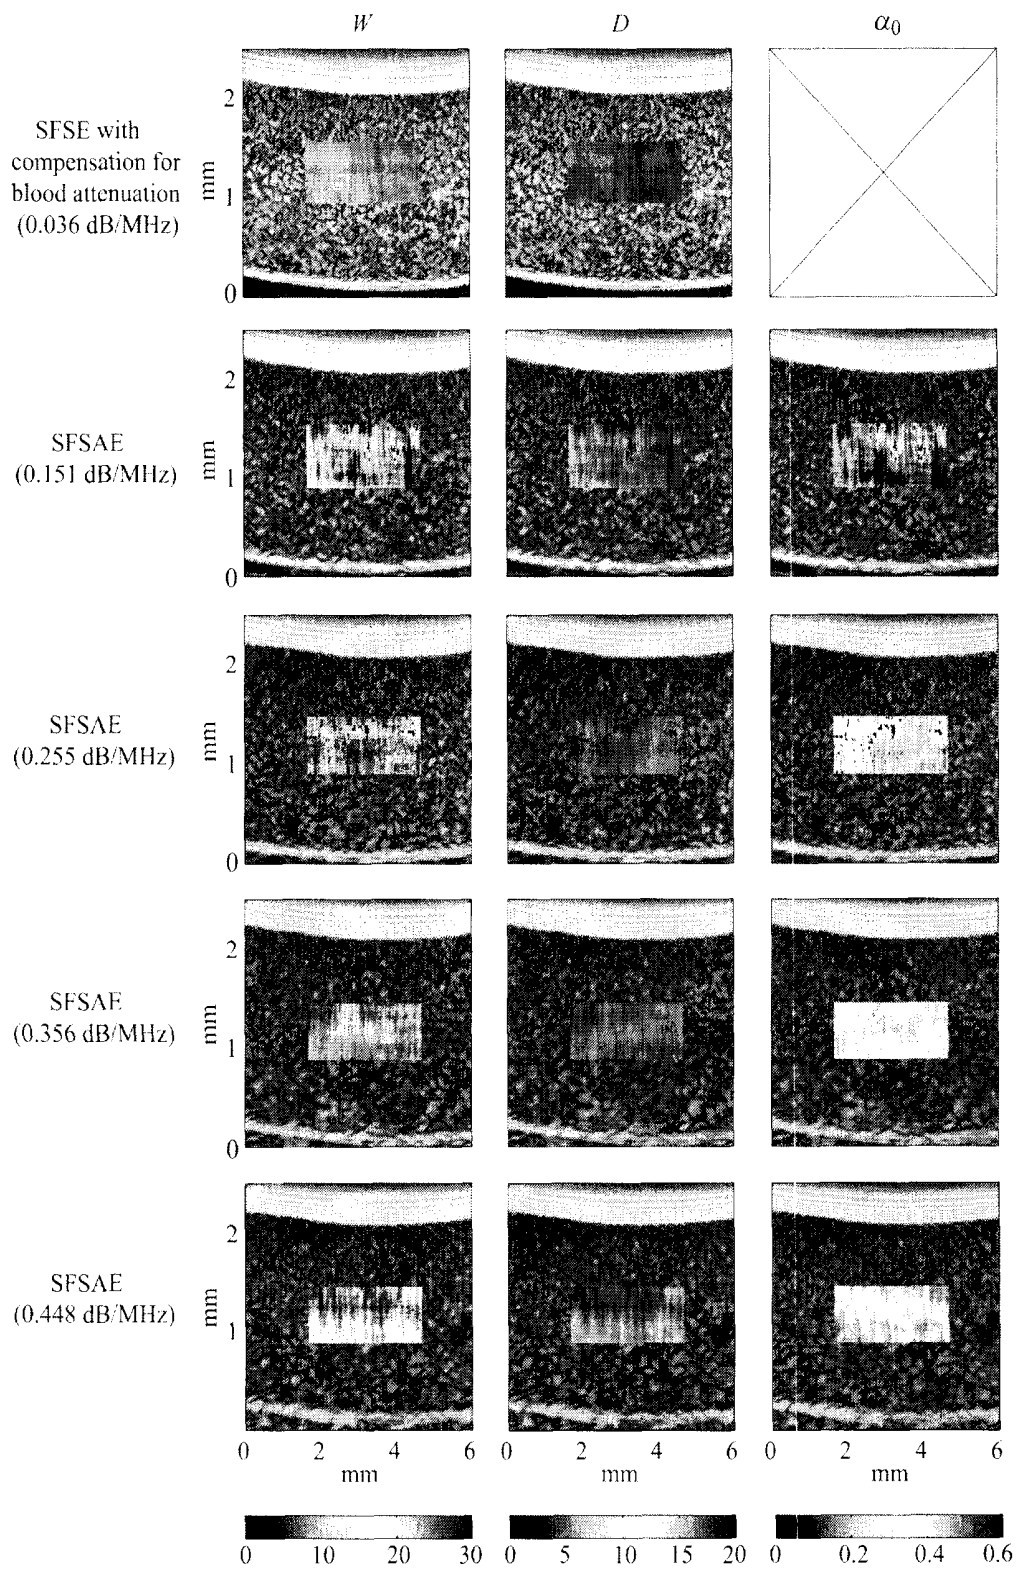 W D α0
SFSE with
compensation for
blood attenuation
(0.036 dB/MHz)
2
1
0
mm
SFSAE
(0.151 dB/MHz)
2
1
0
mm
SFSAE
(0.255 dB/MHz)
2
1
0
mm
SFSAE
(0.356 dB/MHz)
2
1
0
mm
SFSAE
(0.448 dB/MHz)
2
1
mm
0 2 4 6 0 2 4 6 0 2 4 6
mm mm mm
0 10 20 30 0 5 10 15 20 0 0.2 0.4 0.6